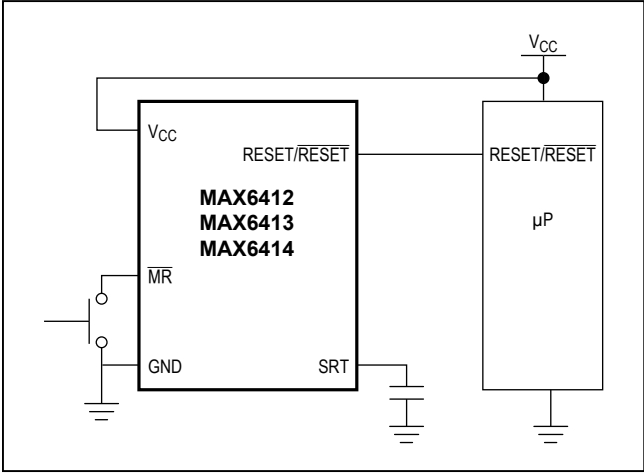 VCC
VCC
RESET/RESET
RESET/RESET
MAX6412
MAX6413
MAX6414
µP
MR
GND
SRT